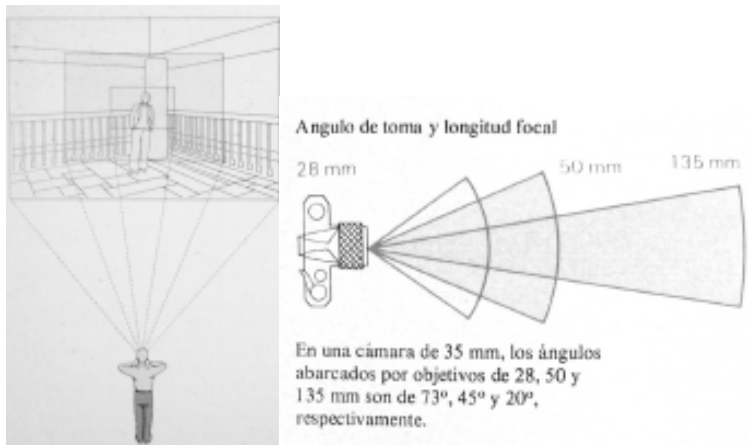 Angulo de toma y longitud focal
28 mm
50 mm
135 mm
En una cámara de 35 mm, los ángulos
abarcados por objetivos de 28, 50 y
135 mm son de 73º, 45º y 20º,
respectivamente.